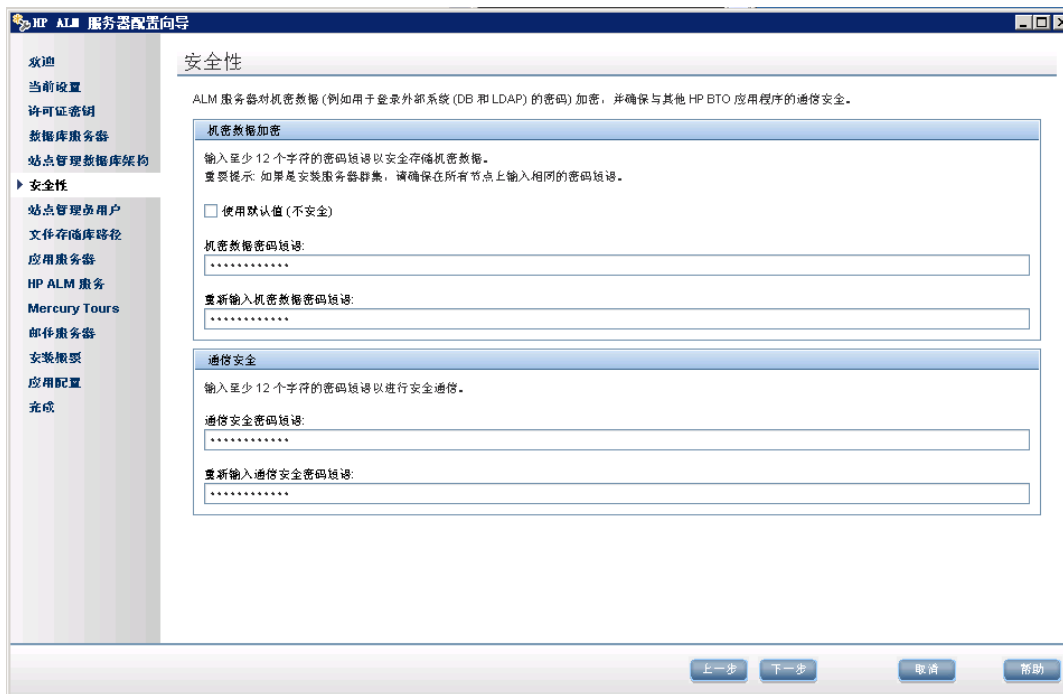 HP ALM 服务器配置向导
欢迎
当前设置
许可证密钥
数据库服务器
站点管理数据库架构
安全性
站点管理员用户
文件存储库路径
应用服务器
HP ALM 服务
Mercury Tours
邮件服务器
安装概要
应用配置
完成
安全性
ALM 服务器对机密数据 (例如用于登录外部系统 (DB 和 LDAP) 的密码) 加密，并确保与其他 HP BTO 应用程序的通信安全。
机密数据加密
输入至少 12 个字符的密码短语以安全存储机密数据。
重要提示: 如果是安装服务器群集，请确保在所有节点上输入相同的密码短语。
使用默认值 (不安全)
机密数据密码短语:
************
重新输入机密数据密码短语:
************
通信安全
输入至少 12 个字符的密码短语以进行安全通信。
通信安全密码短语:
************
重新输入通信安全密码短语:
************
上一步 下一步 取消 帮助